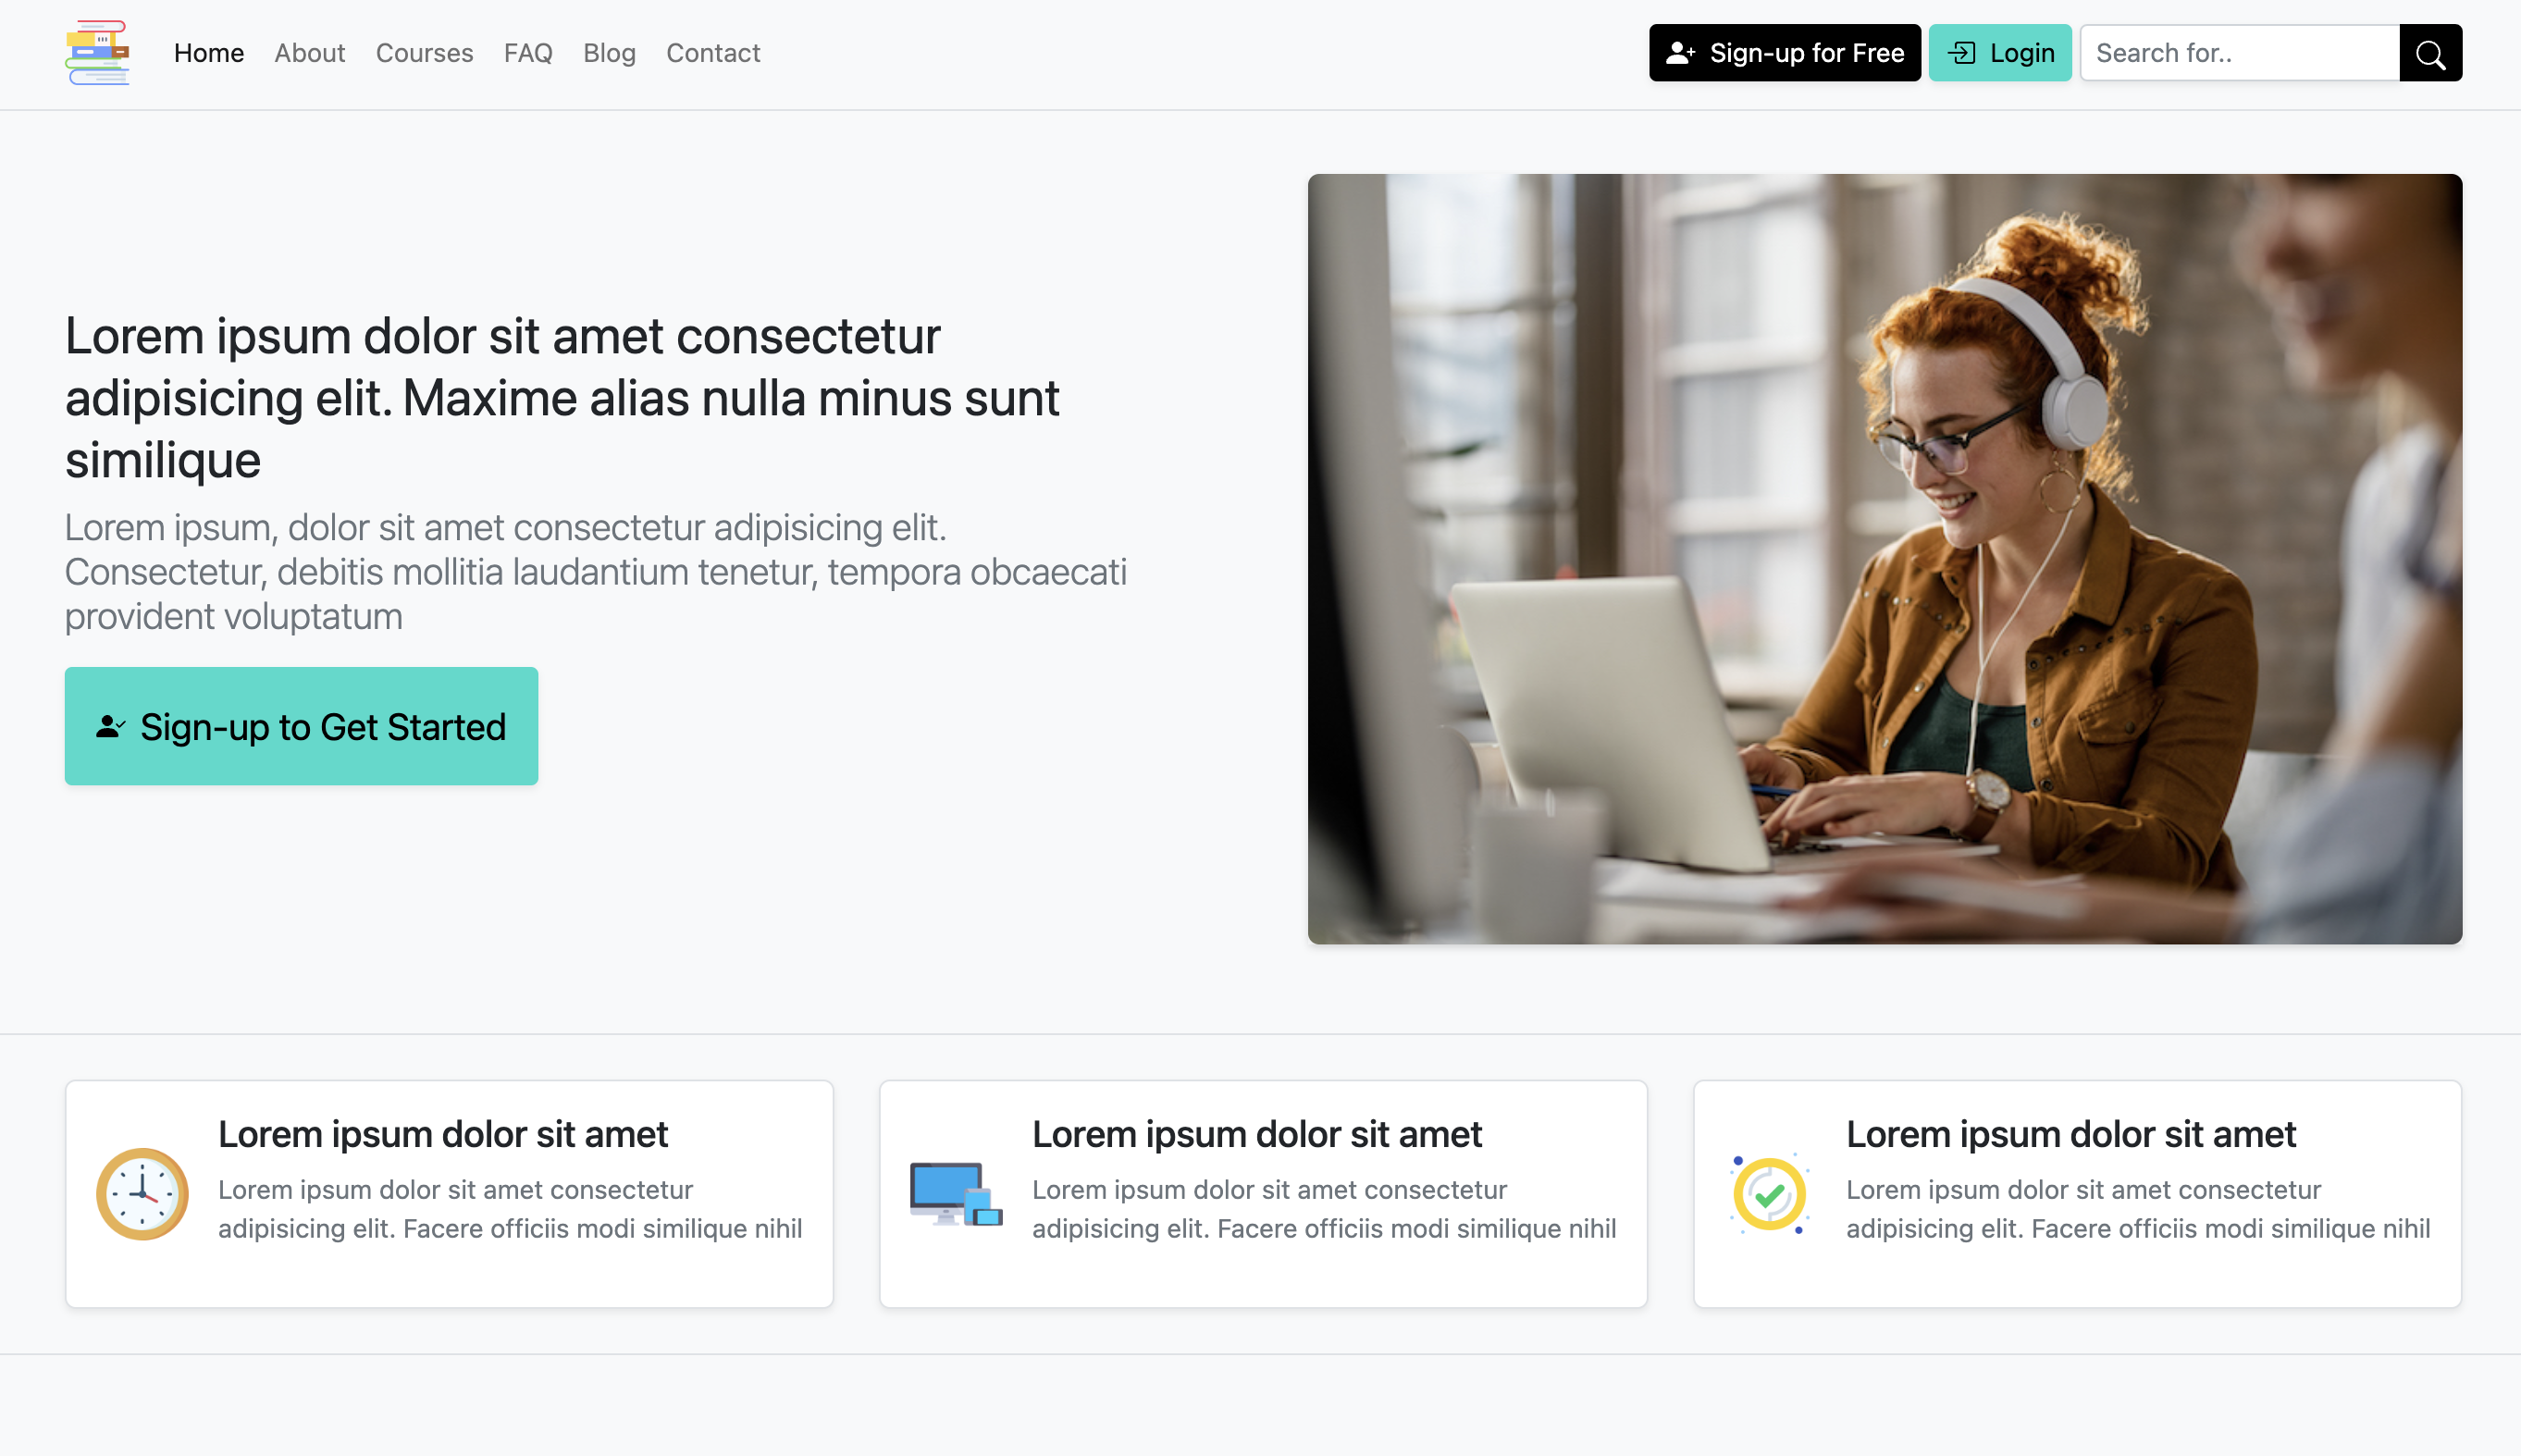 Home About Courses FAQ Blog Contact Sign-up for Free Login Search for..
Lorem ipsum dolor sit amet consectetur
adipisicing elit. Maxime alias nulla minus sunt
similique
Lorem ipsum, dolor sit amet consectetur adipisicing elit.
Consectetur, debitis mollitia laudantium tenetur, tempora obcaecati
provident voluptatum
Sign-up to Get Started
Lorem ipsum dolor sit amet
Lorem ipsum dolor sit amet consectetur
adipisicing elit. Facere officiis modi similique nihil
Lorem ipsum dolor sit amet
Lorem ipsum dolor sit amet consectetur
adipisicing elit. Facere officiis modi similique nihil
Lorem ipsum dolor sit amet
Lorem ipsum dolor sit amet consectetur
adipisicing elit. Facere officiis modi similique nihil